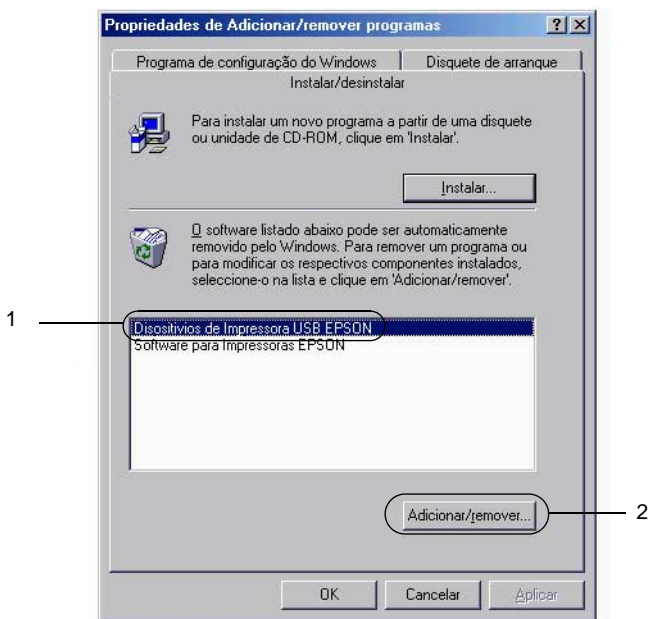 Propriedades de Adicionar/remover programas
Programa de configuração do Windows
Disquete de arranque
Instalar/desinstalar
Para instalar um novo programa a partir de uma disquete
ou unidade de CD-ROM, clique em 'Instalar'.
Instalar...
O software listado abaixo pode ser automaticamente
removido pelo Windows. Para remover um programa ou
para modificar os respectivos componentes instalados,
seleccione-o na lista e clique em 'Adicionar/remover'.
1
Disositivios de Impressora USB EPSON
Software para Impressoras EPSON
Adicionar/remover...
2
OK
Cancelar
Aplicar